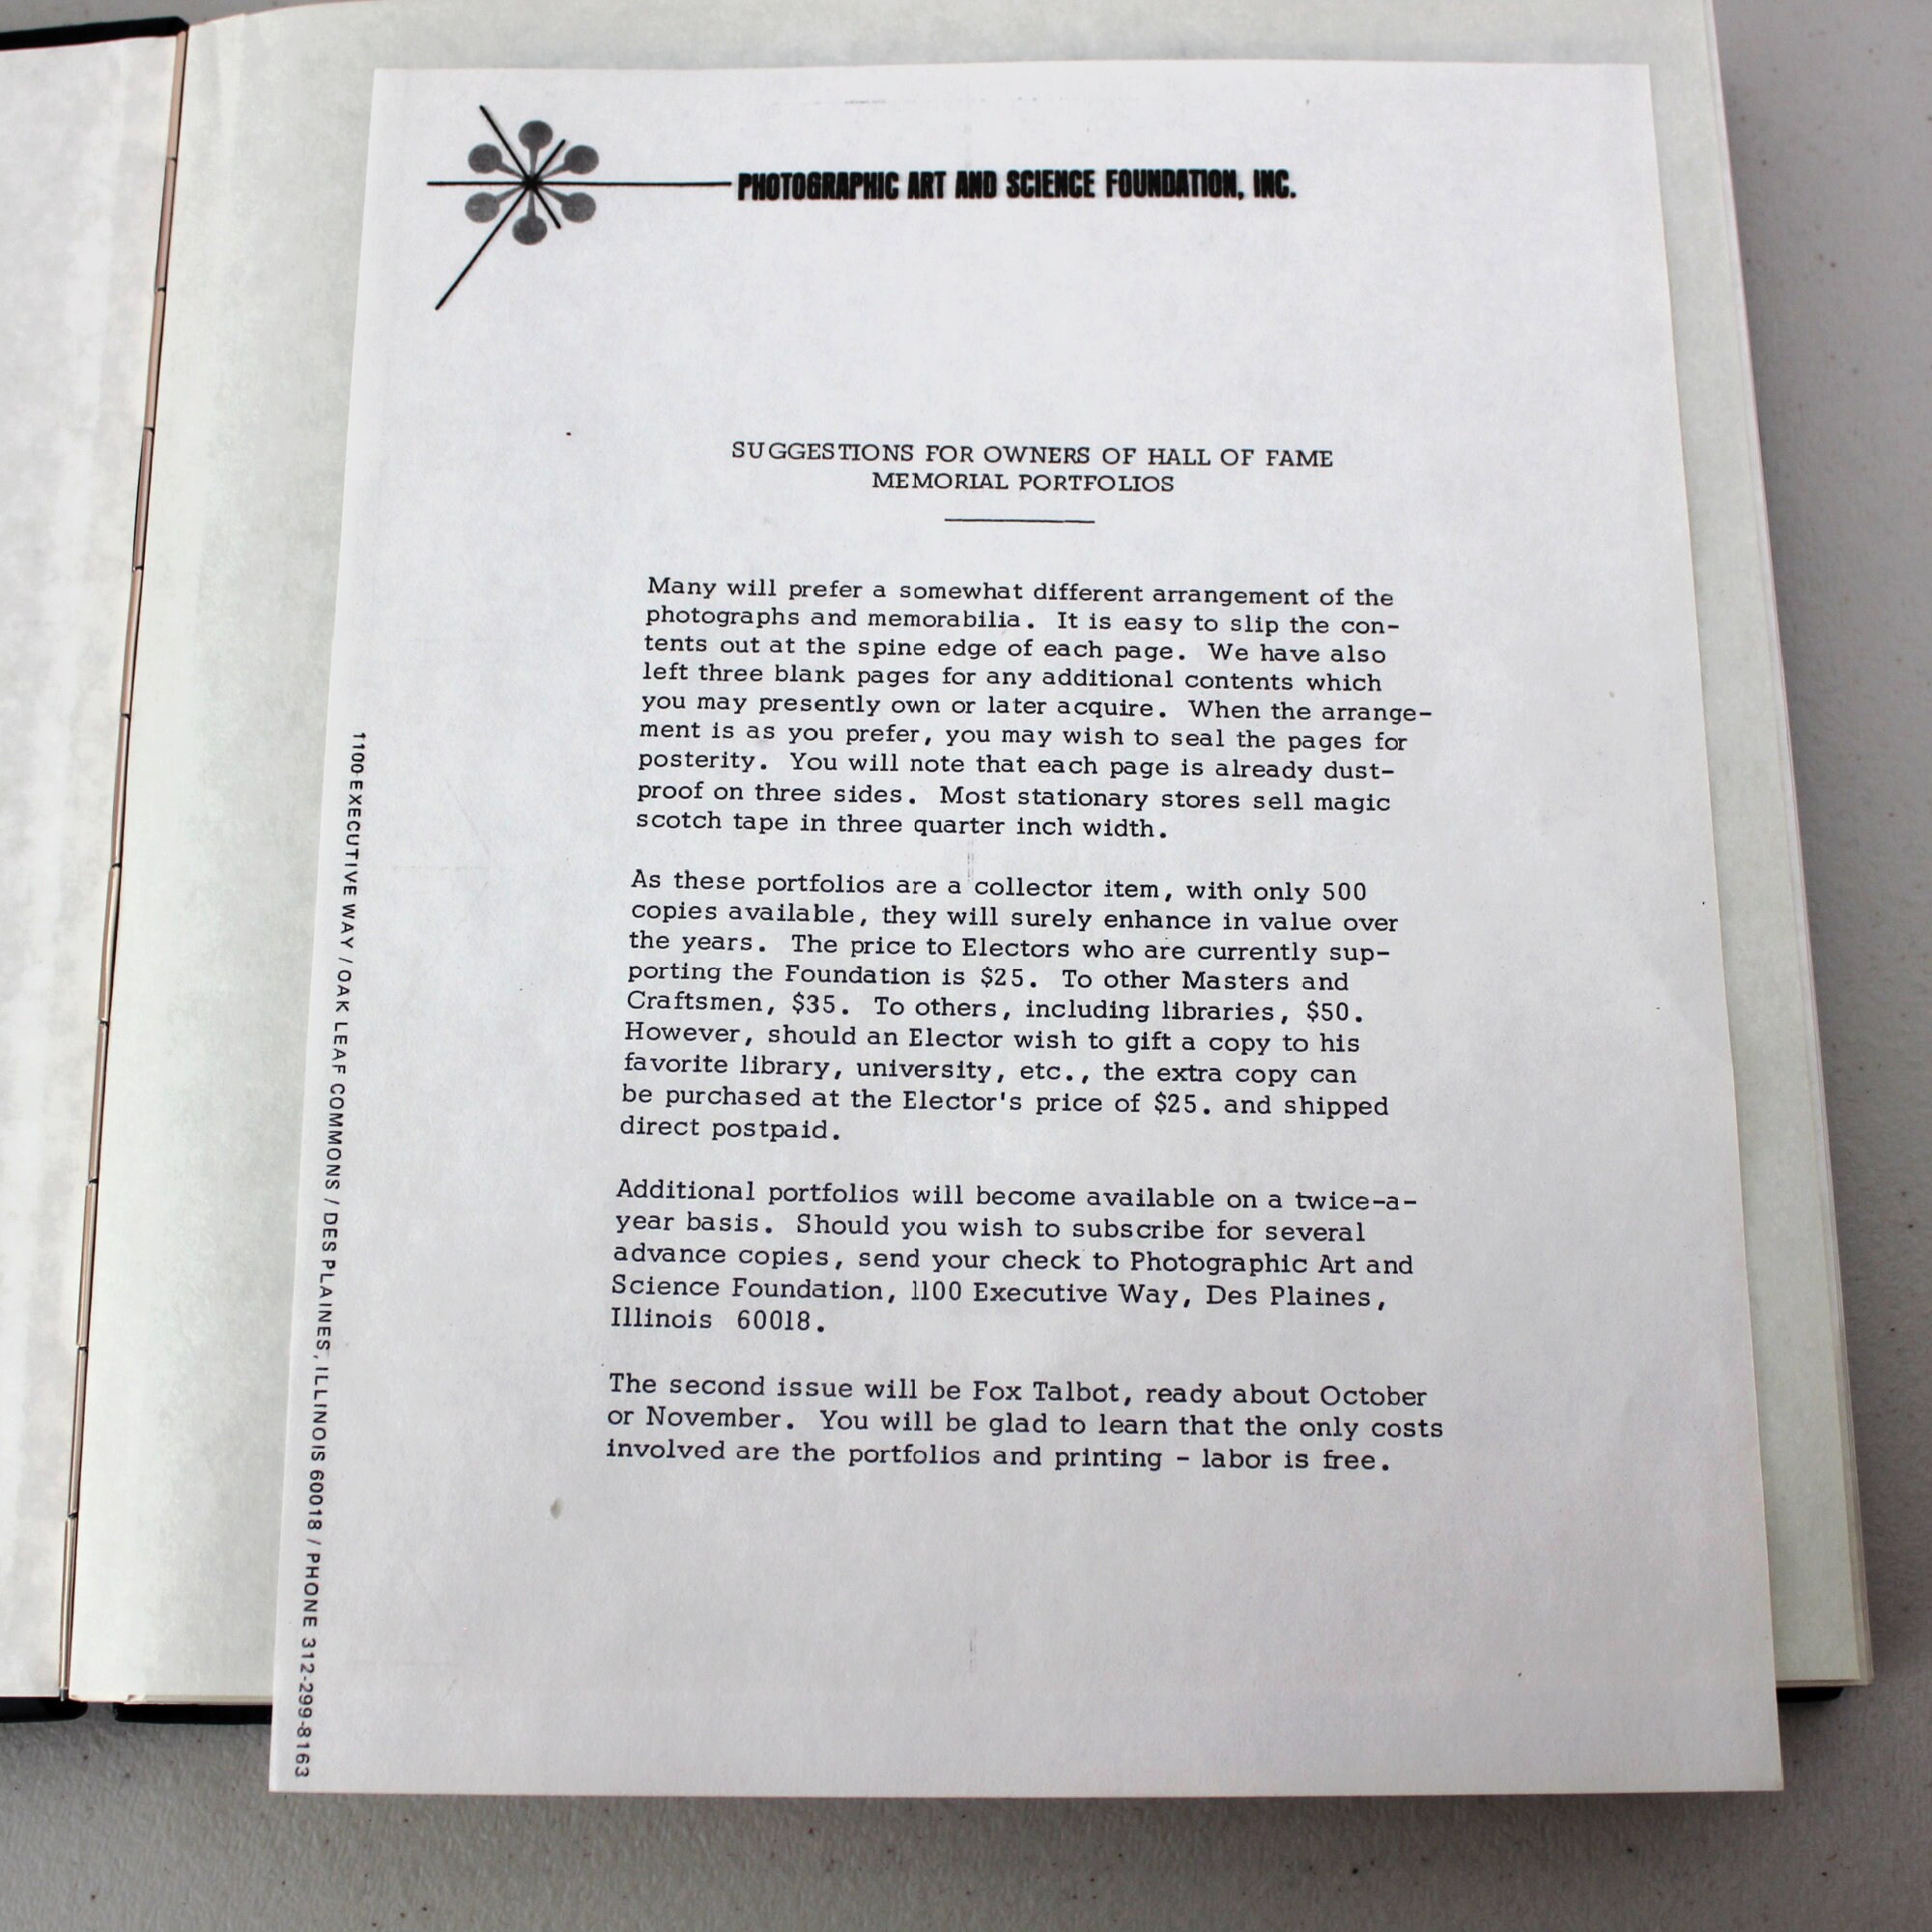 PHOTOGRAPHIC ART AND SCIENCE FOUNDATION, INC.
SUGGESTIONS FOR OWNERS OF HALL OF FAME
MEMORIAL PORTFOLIOS
Many will prefer a somewhat different arrangement of the
photographs and memorabilia. It is easy to slip the con-
tents out at the spine edge of each page. We have also
left three blank pages for any additional contents which
you may presently own or later acquire. When the arrange-
ment is as you prefer, you may wish to seal the pages for
posterity. You will note that each page is already dust-
proof on three sides. Most stationary stores sell magic
scotch tape in three quarter inch width.
As these portfolios are a collector item, with only 500
copies available, they will surely enhance in value over
the years. The price to Electors who are currently sup-
porting the Foundation is $25. To other Masters and
Craftsmen, $35. To others, including libraries, $50.
However, should an Elector wish to gift a copy to his
favorite library, university, etc., the extra copy can
be purchased at the Elector's price of $25. and shipped
direct postpaid.
Additional portfolios will become available on a twice-a-
year basis. Should you wish to subscribe for several
advance copies, send your check to Photographic Art and
Science Foundation, 1100 Executive Way, Des Plaines,
Illinois 60018.
The second issue will be Fox Talbot, ready about October
or November. You will be glad to learn that the only costs
involved are the portfolios and printing - labor is free.
1100 EXECUTIVE WAY / OAK LEAF COMMONS / DES PLAINES, ILLINOIS 60018 / PHONE 312-299-8163